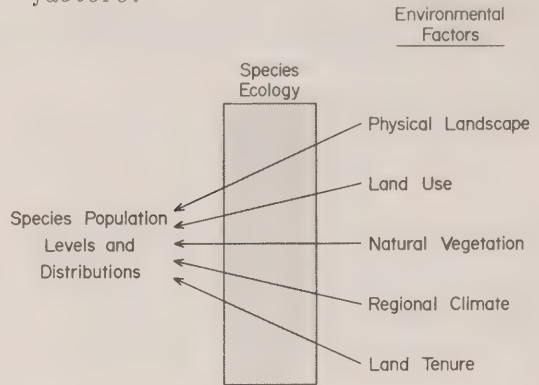 Environmental
Factors
Species
Ecology
Physical Landscape
Land Use
Species Population
Levels and
Distributions
Natural Vegetation
Regional Climate
Land Tenure